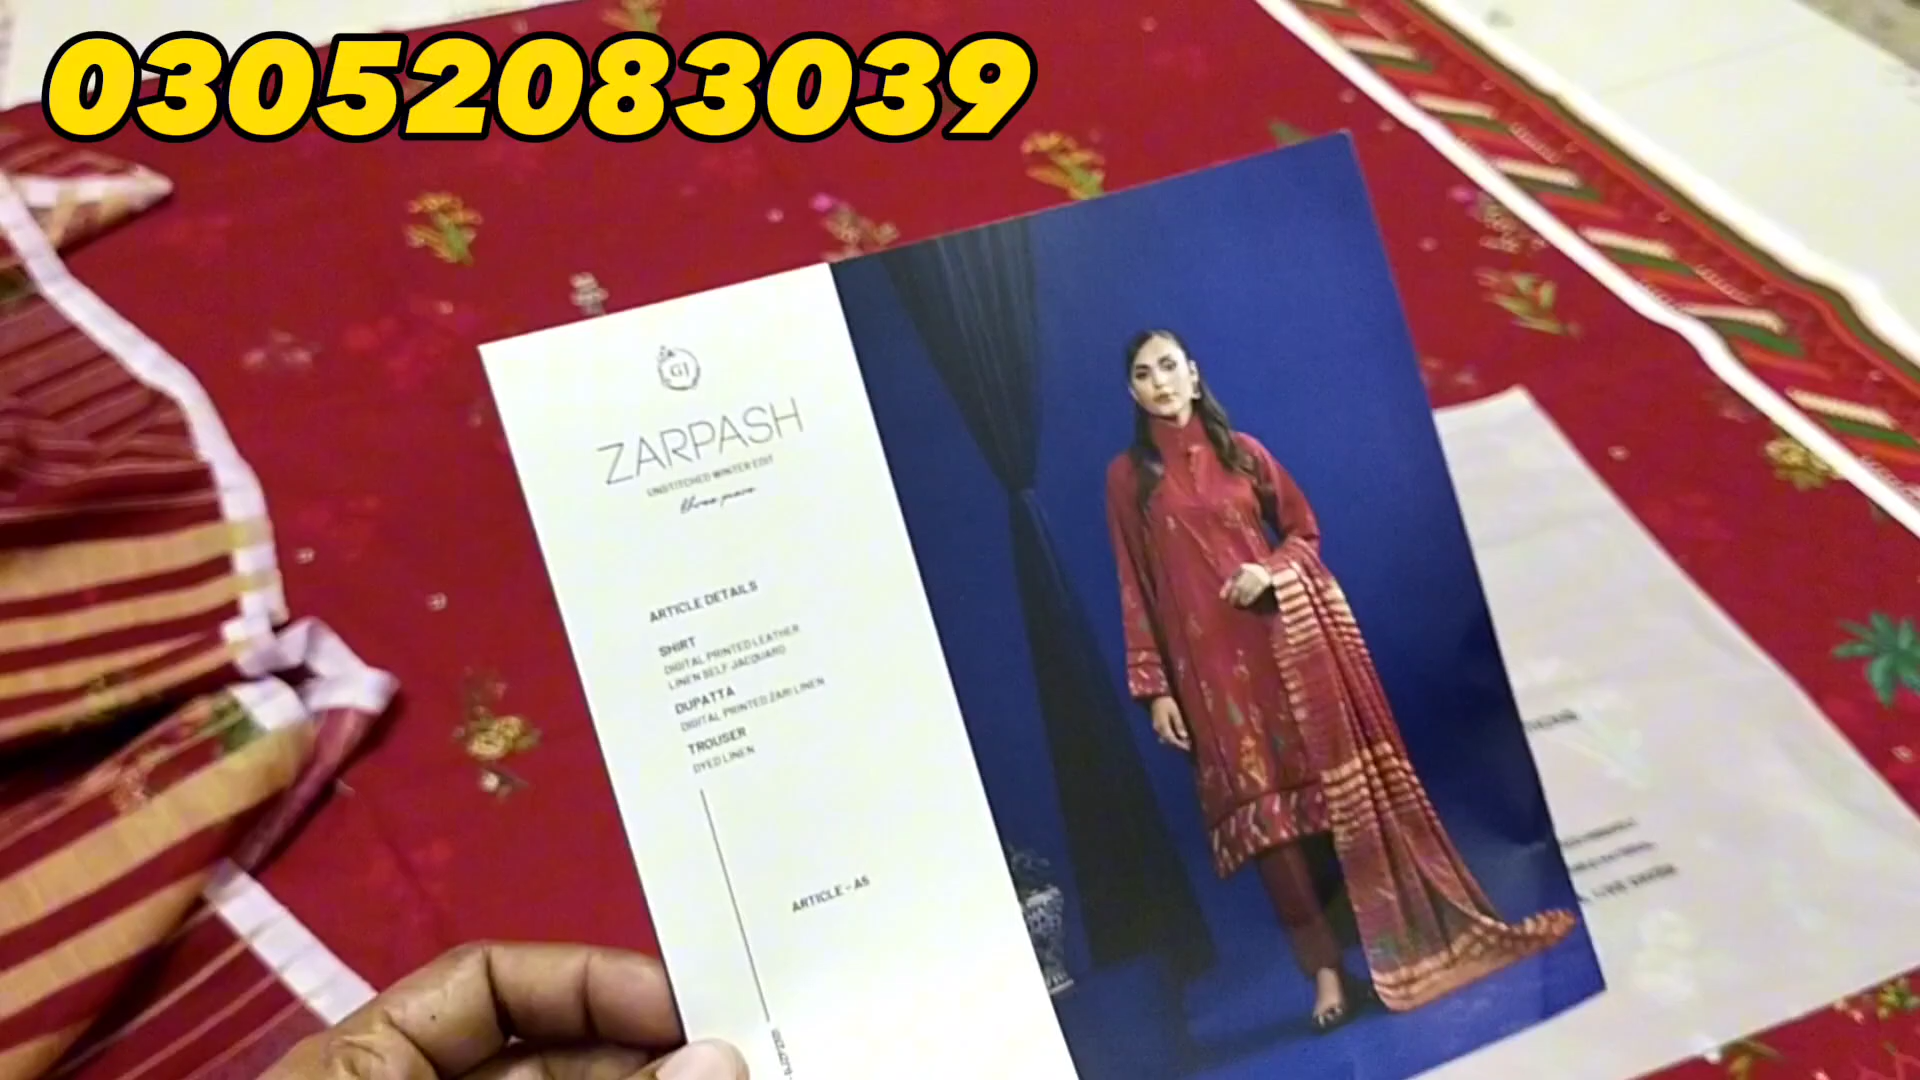 03052083039
GJ
ZARPASH
UNSTITCHED WINTER EDIT
three piece
ARTICLE DETAILS
SHIRT
DIGITAL PRINTED LEATHER
LINEN SELF JACQUARD
DUPATTA
DIGITAL PRINTED ZARI LINEN
TROUSER
DYED LINEN
ARTICLE - A5